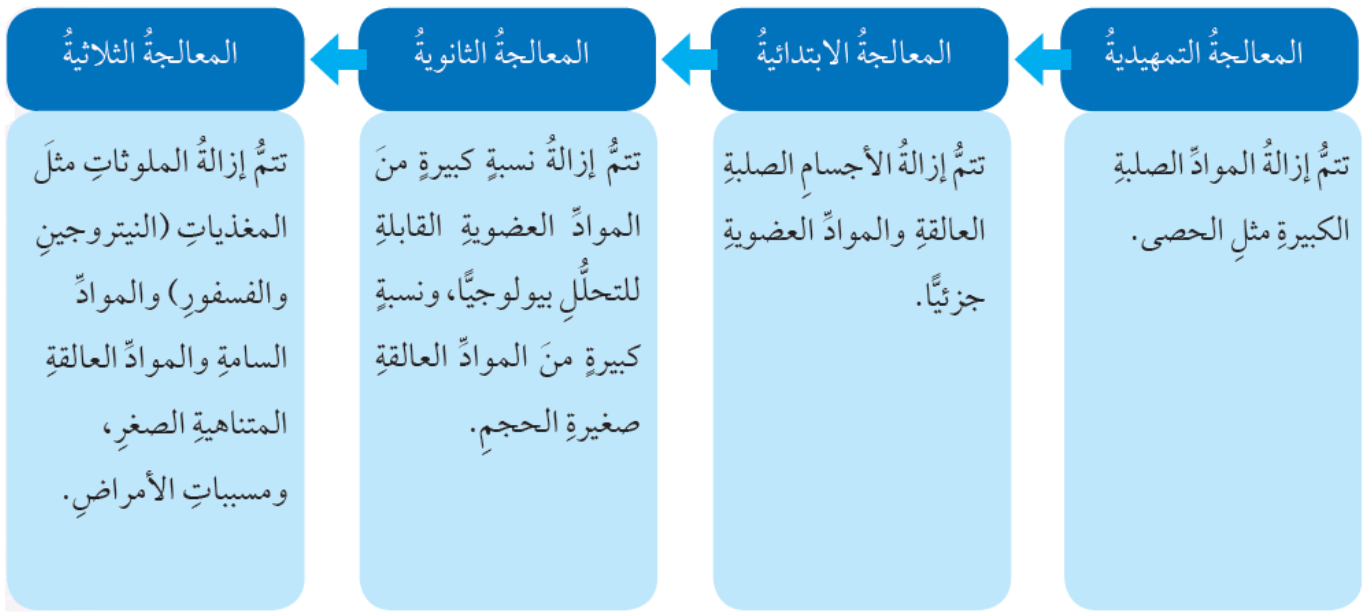 المعالجةُ التمهيديةُ
تتمُّ إزالةُ الموادِّ الصلبةِ
الكبيرةِ مثلِ الحصى.
المعالجةُ الابتدائيةُ
تتمُّ إزالةُ الأجسامِ الصلبةِ
العالقةِ والموادِّ العضويةِ
جزئيًّا.
المعالجةُ الثانويةُ
تتمُّ إزالةُ نسبةٍ كبيرةٍ منَ
الموادِّ العضويةِ القابلةِ
للتحلُّلِ بيولوجيًّا، ونسبةٍ
كبيرةٍ منَ الموادِّ العالقةِ
صغيرةِ الحجمِ.
المعالجةُ الثلاثيةُ
تتمُّ إزالةُ الملوثاتِ مثلَ
المغذياتِ (النيتروجينِ
والفسفورِ) والموادِّ
السامةِ والموادِّ العالقةِ
المتناهيةِ الصغرِ،
ومسبباتِ الأمراضِ.